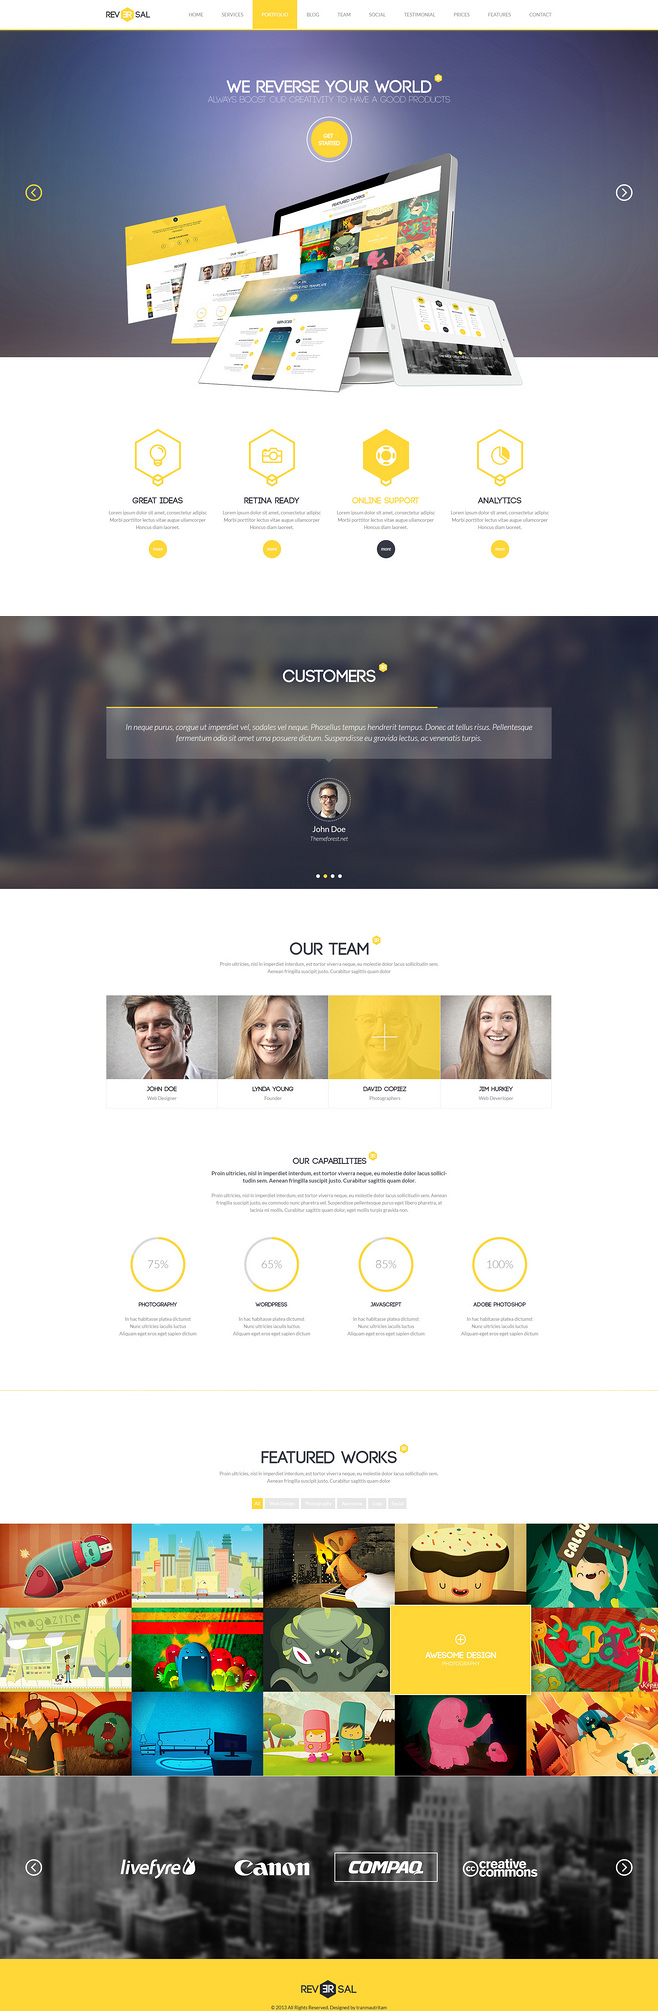 REVERSAL
HOME SERVICES PORTFOLIO BLOG TEAM SOCIAL TESTIMONIAL PRICES FEATURES CONTACT
WE REVERSE YOUR WORLD
ALWAYS BOOST OUR CREATIVITY TO HAVE A GOOD PRODUCTS
GET
STARTED
FEATURED WORKS
OUR TEAM
SERVICES
GREAT IDEAS
Lorem ipsum dolor sit amet, consectetur adipisc
Morbi porttitor lectus vitae augue ullamcorper
Honcus diam laoreet.
more
RETINA READY
Lorem ipsum dolor sit amet, consectetur adipisc
Morbi porttitor lectus vitae augue ullamcorper
Honcus diam laoreet.
more
ONLINE SUPPORT
Lorem ipsum dolor sit amet, consectetur adipisc
Morbi porttitor lectus vitae augue ullamcorper
Honcus diam laoreet.
more
ANALYTICS
Lorem ipsum dolor sit amet, consectetur adipisc
Morbi porttitor lectus vitae augue ullamcorper
Honcus diam laoreet.
more
CUSTOMERS
In neque purus, congue ut imperdiet vel, sodales vel neque. Phasellus tempus hendrerit tempus. Donec at tellus risus. Pellentesque
fermentum odio sit amet urna posuere dictum. Suspendisse eu gravida lectus, ac venenatis turpis.
John Doe
Themeforest.net
OUR TEAM
Proin ultricies, nisl in imperdiet interdum, est tortor viverra neque, eu molestie dolor lacus sollicitudin sem.
Aenean fringilla suscipit justo. Curabitur sagittis quam dolor
JOHN DOE
Web Designer
LYNDA YOUNG
Founder
DAVID COPIEZ
Photographers
JIM HURKEY
Web Deverloper
OUR CAPABILITIES
Proin ultricies, nisl in imperdiet interdum, est tortor viverra neque, eu molestie dolor lacus sollici-
tudin sem. Aenean fringilla suscipit justo. Curabitur sagittis quam dolor.
Proin ultricies, nisl in imperdiet interdum, est tortor viverra neque, eu molestie dolor lacus sollicitudin sem. Aenean
fringilla suscipit justo, eu commodo nunc pharetra vel. Suspendisse pellentesque purus eget libero pharetra, at
lacinia mi mollis. Curabitur sagittis quam dolor, eget mollis turpis gravida non.
75%
PHOTOGRAPHY
In hac habitasse platea dictumst
Nunc ultricies iaculis luctus
Aliquam eget eros eget sapien dictum
65%
WORDPRESS
In hac habitasse platea dictumst
Nunc ultricies iaculis luctus
Aliquam eget eros eget sapien dictum
85%
JAVASCRIPT
In hac habitasse platea dictumst
Nunc ultricies iaculis luctus
Aliquam eget eros eget sapien dictum
100%
ADOBE PHOTOSHOP
In hac habitasse platea dictumst
Nunc ultricies iaculis luctus
Aliquam eget eros eget sapien dictum
FEATURED WORKS
Proin ultricies, nisl in imperdiet interdum, est tortor viverra neque, eu molestie dolor lacus sollicitudin sem.
Aenean fringilla suscipit justo. Curabitur sagittis quam dolor
All Web Design Photography
CALOU
magazine
AWESOME DESIGN
PHOTOGRAPHY
livefyre
Canon
COMPAQ
cc creative
commons
REVERSAL
© 2013 All Rights Reserved. Designed by tranmautritam